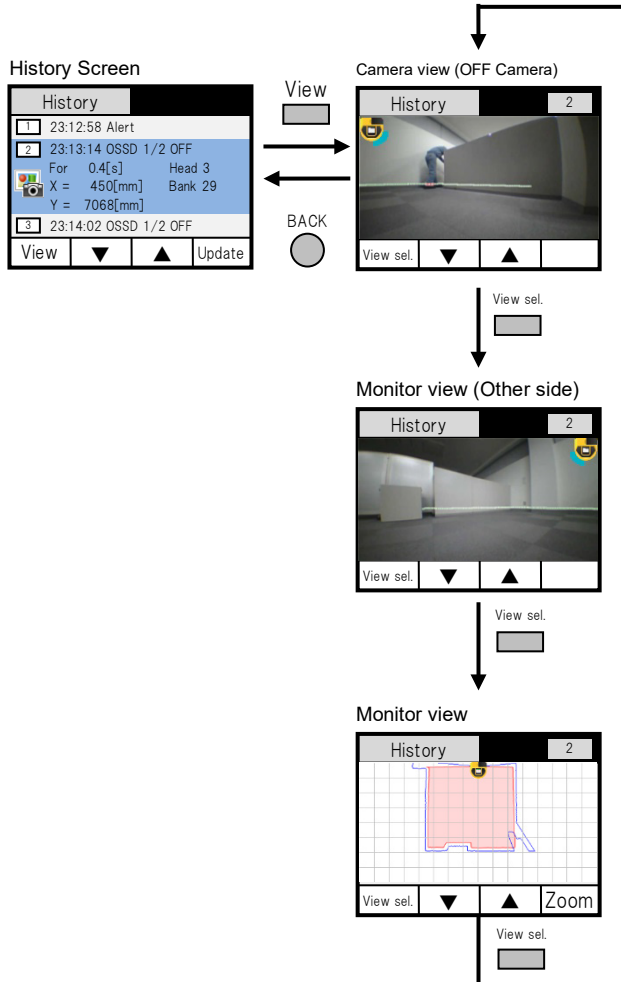 History Screen
History
1 23:12:58 Alert
2 23:13:14 OSSD 1/2 OFF
For 0.4[s] Head 3
X = 450[mm] Bank 29
Y = 7068[mm]
3 23:14:02 OSSD 1/2 OFF
View ▼ ▲ Update
View
BACK
Camera view (OFF Camera)
History 2
View sel. ▼ ▲
View sel.
Monitor view (Other side)
History 2
View sel. ▼ ▲
View sel.
Monitor view
History 2
View sel. ▼ ▲ Zoom
View sel.